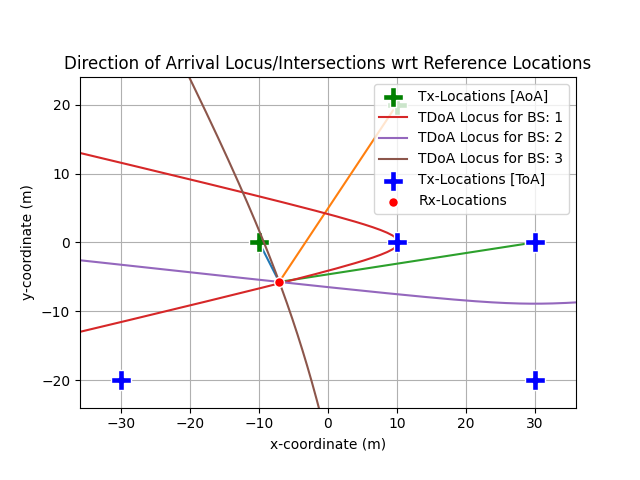 Direction of Arrival Locus/Intersections wrt Reference Locations
Tx-Locations [AoA]
TDoA Locus for BS: 1
TDoA Locus for BS: 2
TDoA Locus for BS: 3
Tx-Locations [ToA]
Rx-Locations
y-coordinate (m)
20
10
0
−10
−20
−30 −20 −10 0 10 20 30
x-coordinate (m)